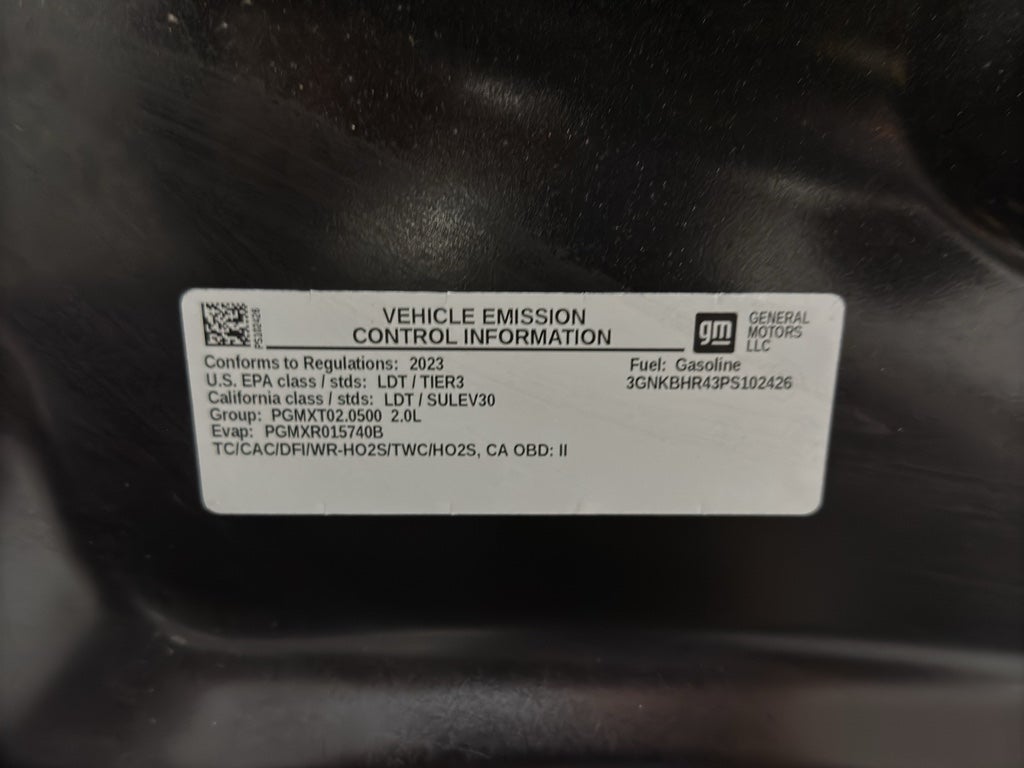 VEHICLE EMISSION
CONTROL INFORMATION
PS102426
gm
GENERAL
MOTORS
LLC
Conforms to Regulations: 2023
U.S. EPA class / stds: LDT / TIER3
California class / stds: LDT / SULEV30
Group: PGMXT02.0500 2.0L
Evap: PGMXR015740B
TC/CAC/DFI/WR-HO2S/TWC/HO2S, CA OBD: II
Fuel: Gasoline
3GNKBHR43PS102426